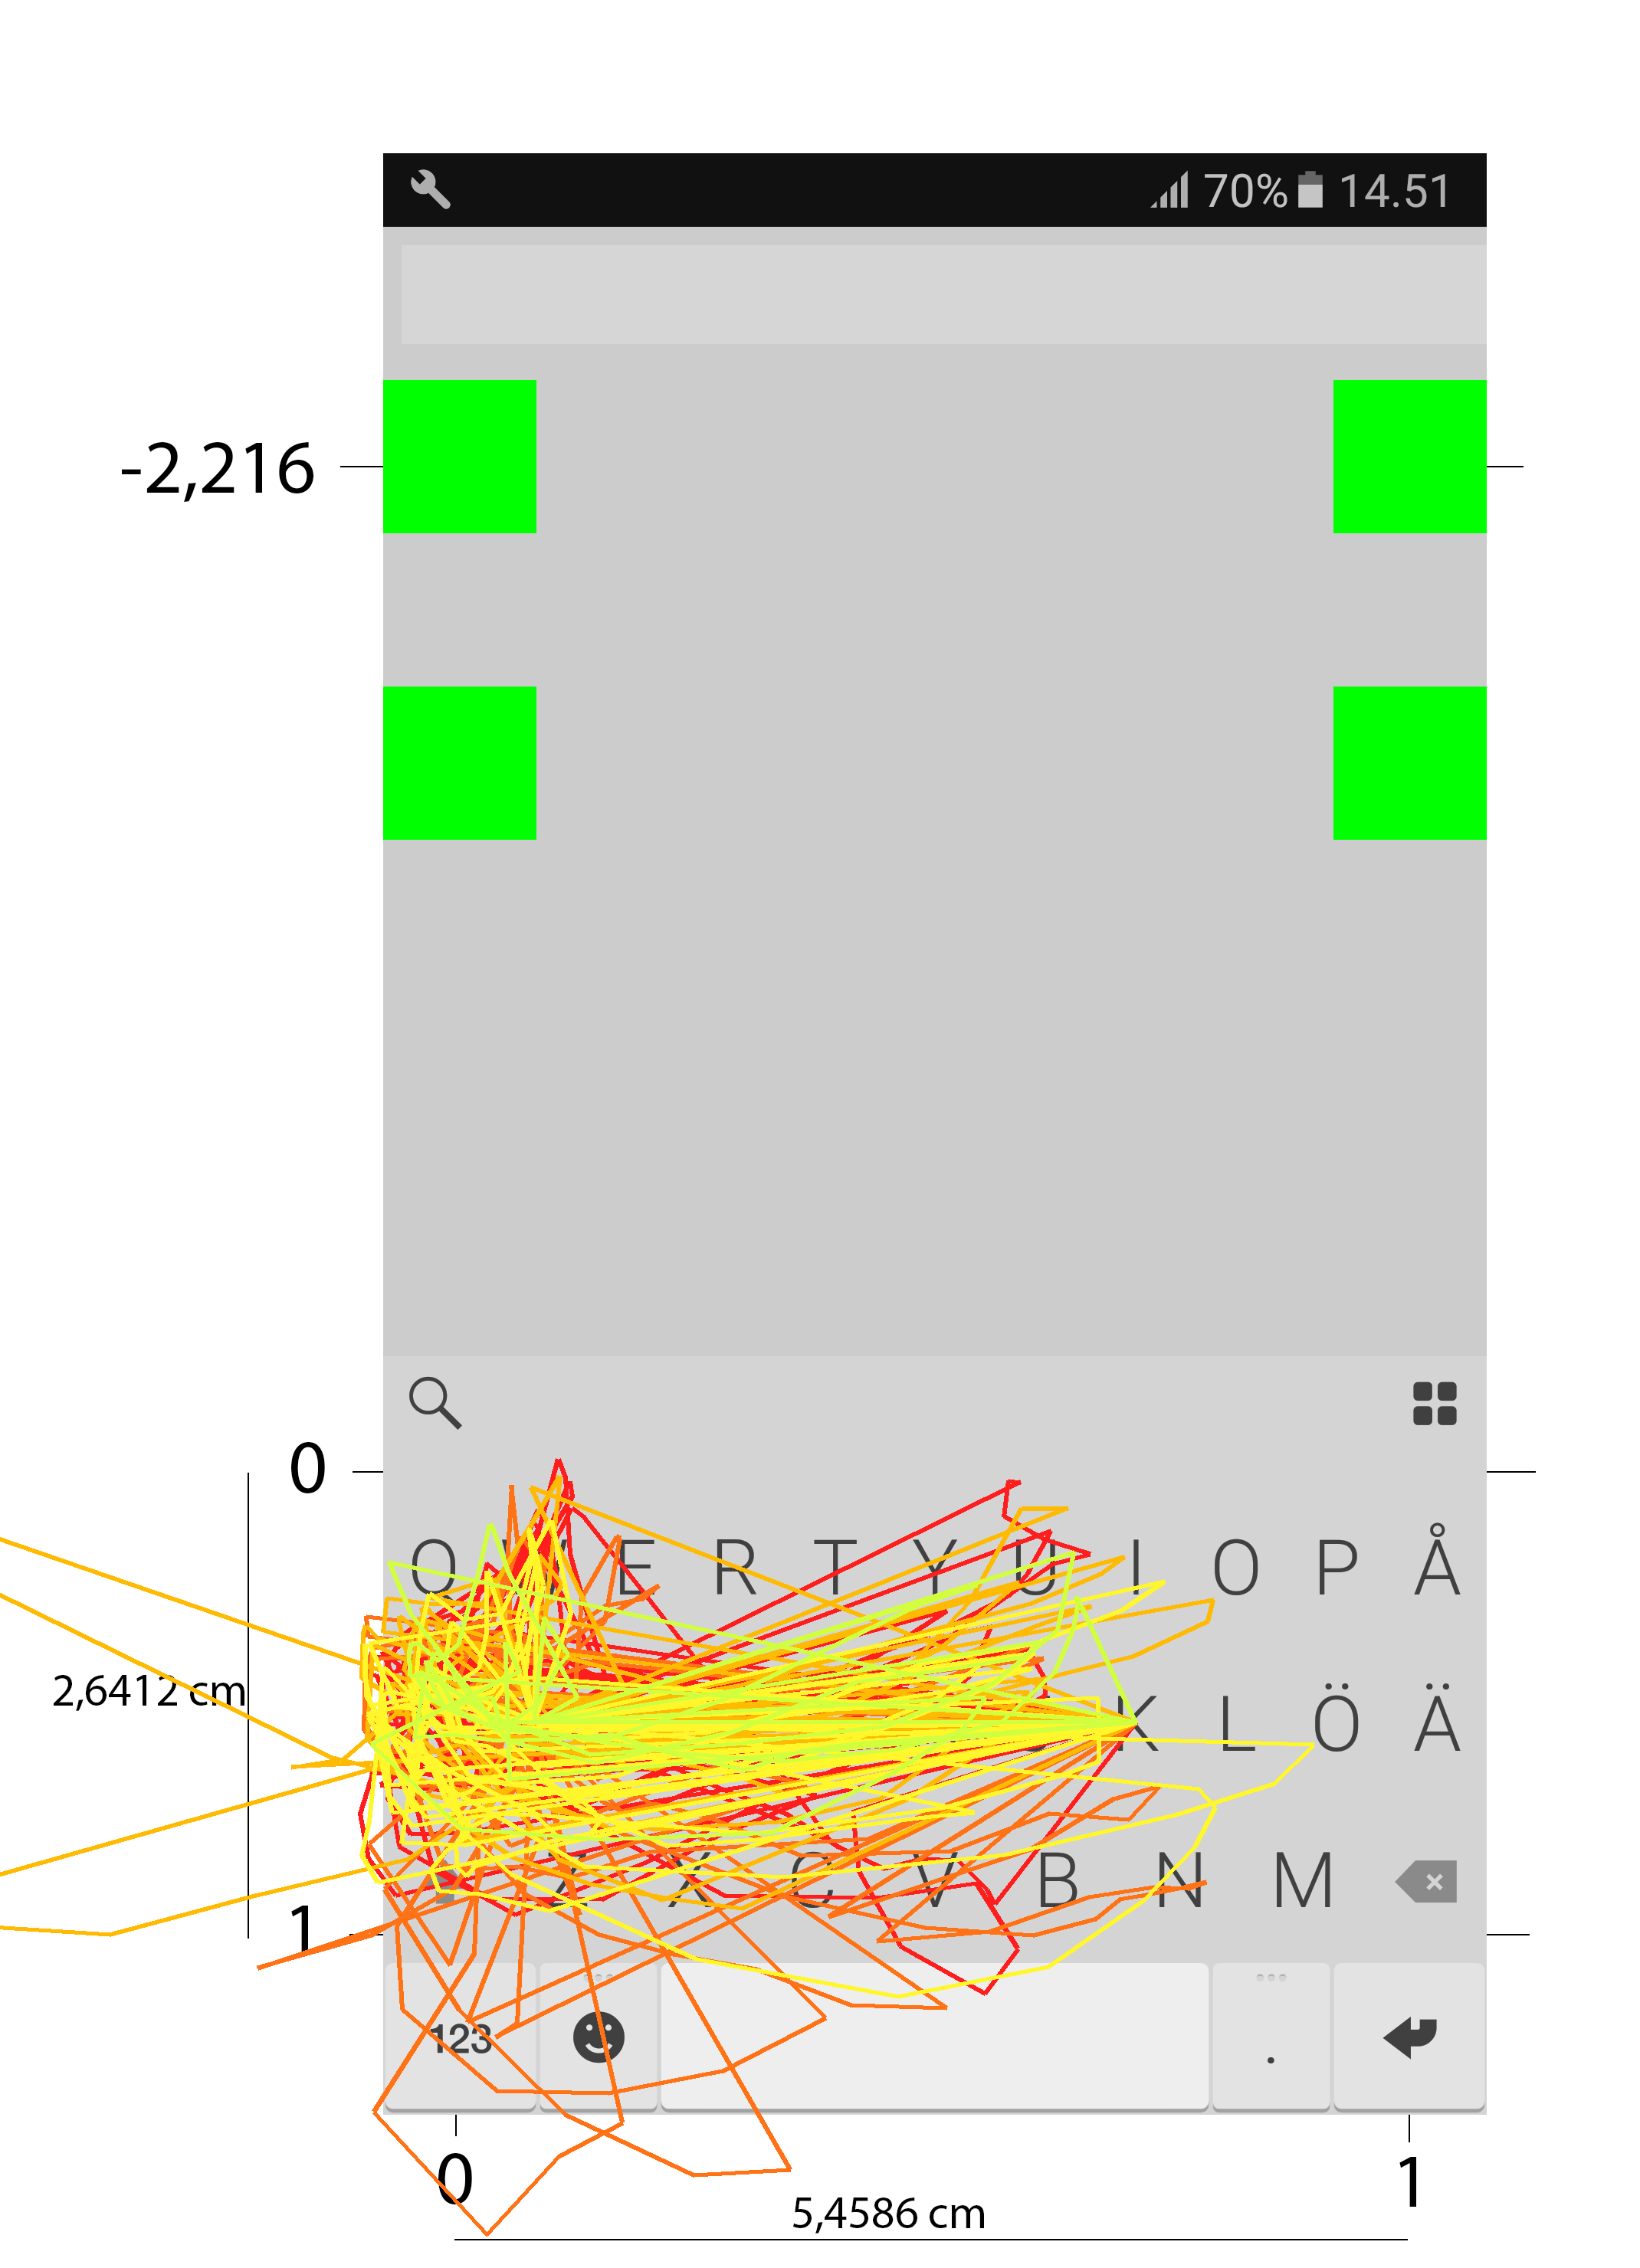 70% 14.51
-2,216
0
Q E R T Y U I O P Å
2,6412 cm
K L Ö Ä
X C V B N M
1
123 .
0 1
5,4586 cm